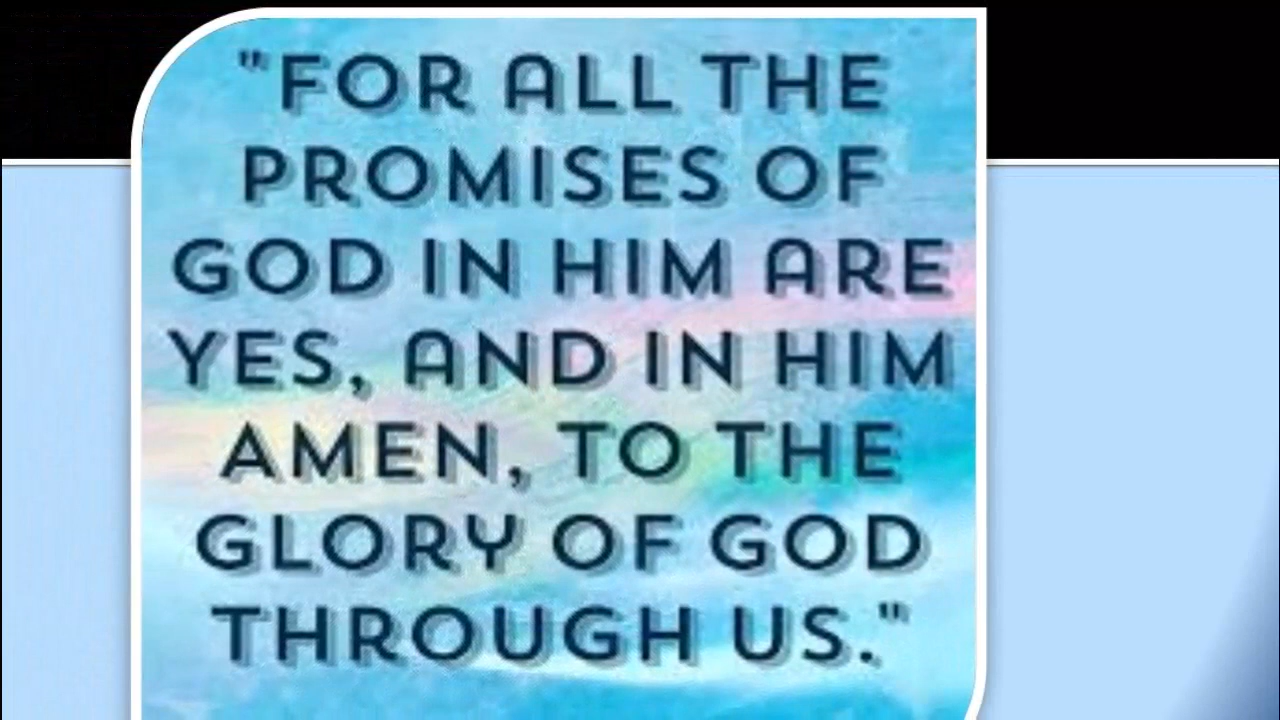 "FOR ALL THE
PROMISES OF
GOD IN HIM ARE
YES, AND IN HIM
AMEN, TO THE
GLORY OF GOD
THROUGH US."